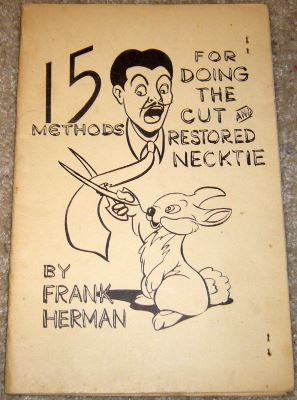 15
METHODS
FOR
DOING
THE
CUT AND
RESTORED
NECKTIE
BY
FRANK
HERMAN